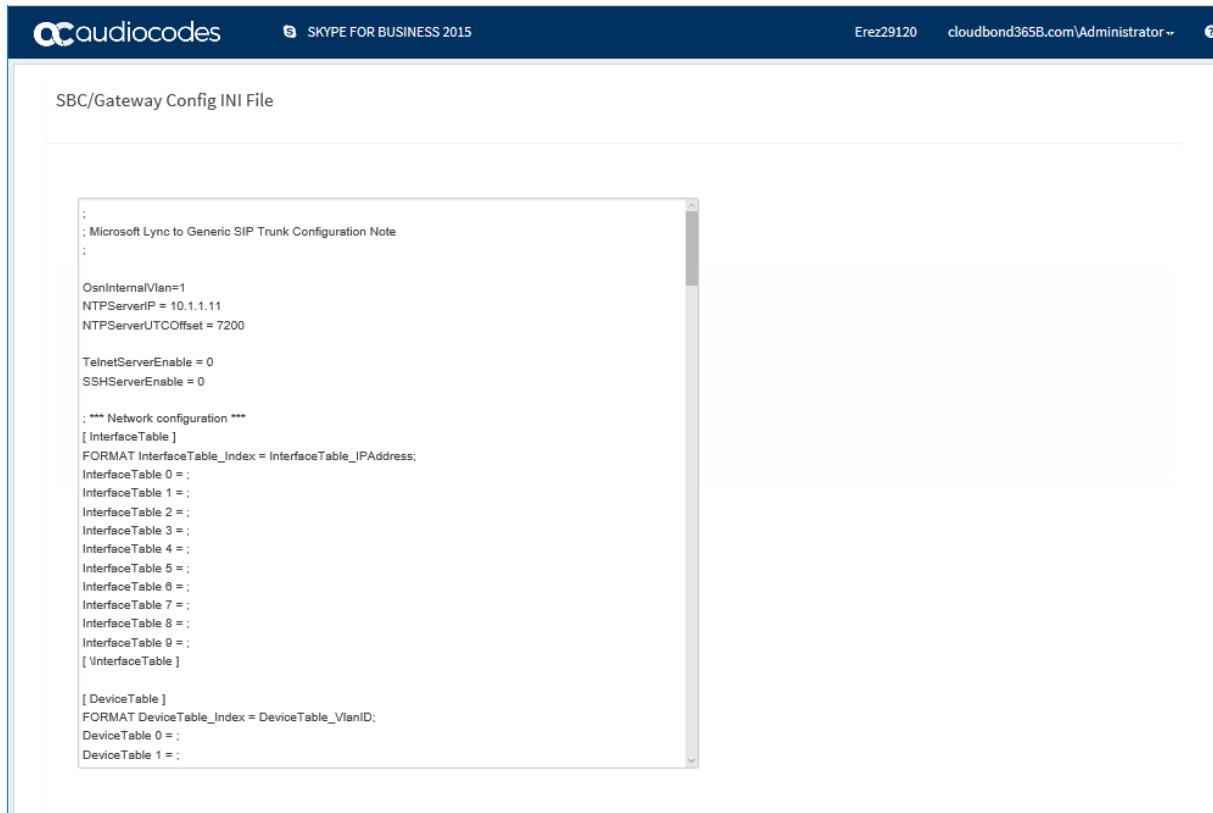 audiocodes SKYPE FOR BUSINESS 2015 Erez29120 cloudbond365B.com\Administrator
SBC/Gateway Config INI File
;
; Microsoft Lync to Generic SIP Trunk Configuration Note
;
OsnInternalVlan=1
NTPServerIP = 10.1.1.11
NTPServerUTCOffset = 7200
TelnetServerEnable = 0
SSHServerEnable = 0
; *** Network configuration ***
[ InterfaceTable ]
FORMAT InterfaceTable_Index = InterfaceTable_IPAddress;
InterfaceTable 0 = ;
InterfaceTable 1 = ;
InterfaceTable 2 = ;
InterfaceTable 3 = ;
InterfaceTable 4 = ;
InterfaceTable 5 = ;
InterfaceTable 6 = ;
InterfaceTable 7 = ;
InterfaceTable 8 = ;
InterfaceTable 9 = ;
[ \InterfaceTable ]
[ DeviceTable ]
FORMAT DeviceTable_Index = DeviceTable_VlanID;
DeviceTable 0 = ;
DeviceTable 1 = ;